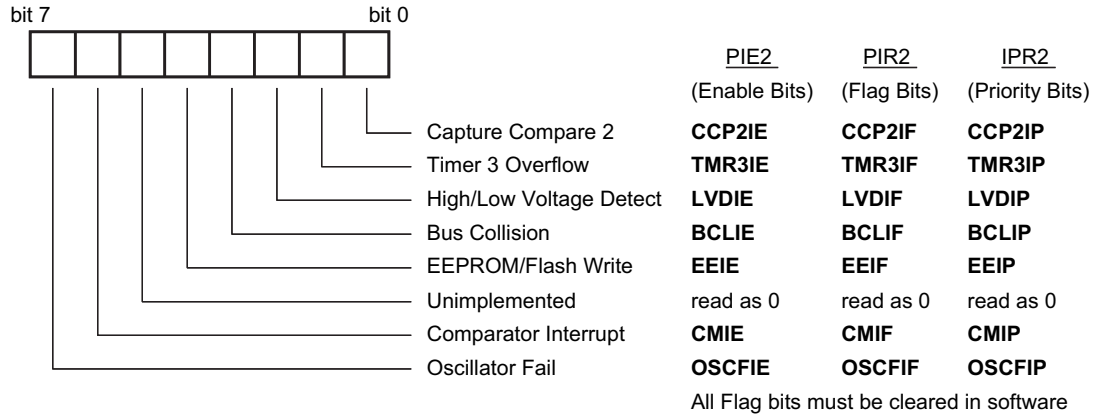 bit 7 bit 0
PIE2 PIR2 IPR2
(Enable Bits) (Flag Bits) (Priority Bits)
Capture Compare 2 CCP2IE CCP2IF CCP2IP
Timer 3 Overflow TMR3IE TMR3IF TMR3IP
High/Low Voltage Detect LVDIE LVDIF LVDIP
Bus Collision BCLIE BCLIF BCLIP
EEPROM/Flash Write EEIE EEIF EEIP
Unimplemented read as 0 read as 0 read as 0
Comparator Interrupt CMIE CMIF CMIP
Oscillator Fail OSCFIE OSCFIF OSCFIP
All Flag bits must be cleared in software